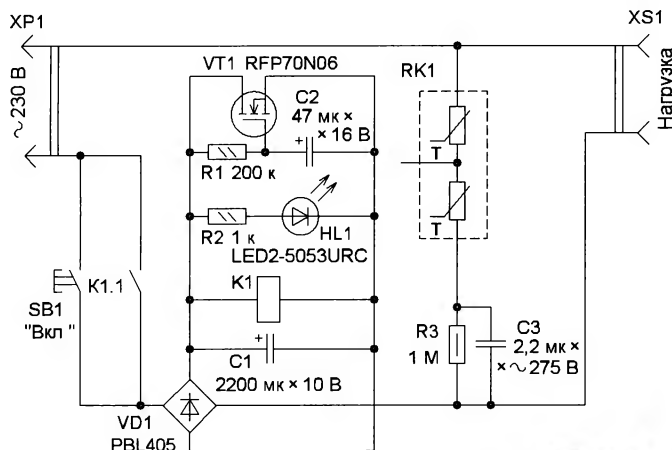 XP1
~230 В
VT1 RFP70N06
C2
47 мк ×
× 16 В
+
R1 200 к
R2 1 к
HL1
LED2-5053URC
K1
+
C1
2200 мк × 10 В
SB1
"Вкл"
K1.1
VD1
PBL405
RK1
T
T
R3
1 М
C3
2,2 мк ×
× ~275 В
XS1
Нагрузка